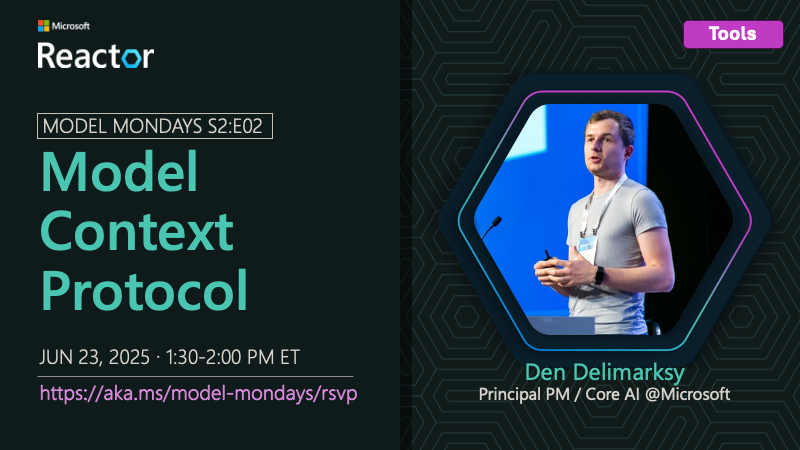 Microsoft
Reactor
Tools
MODEL MONDAYS S2:E02
Model
Context
Protocol
JUN 23, 2025 · 1:30-2:00 PM ET
https://aka.ms/model-mondays/rsvp
Den Delimarksy
Principal PM / Core AI @Microsoft